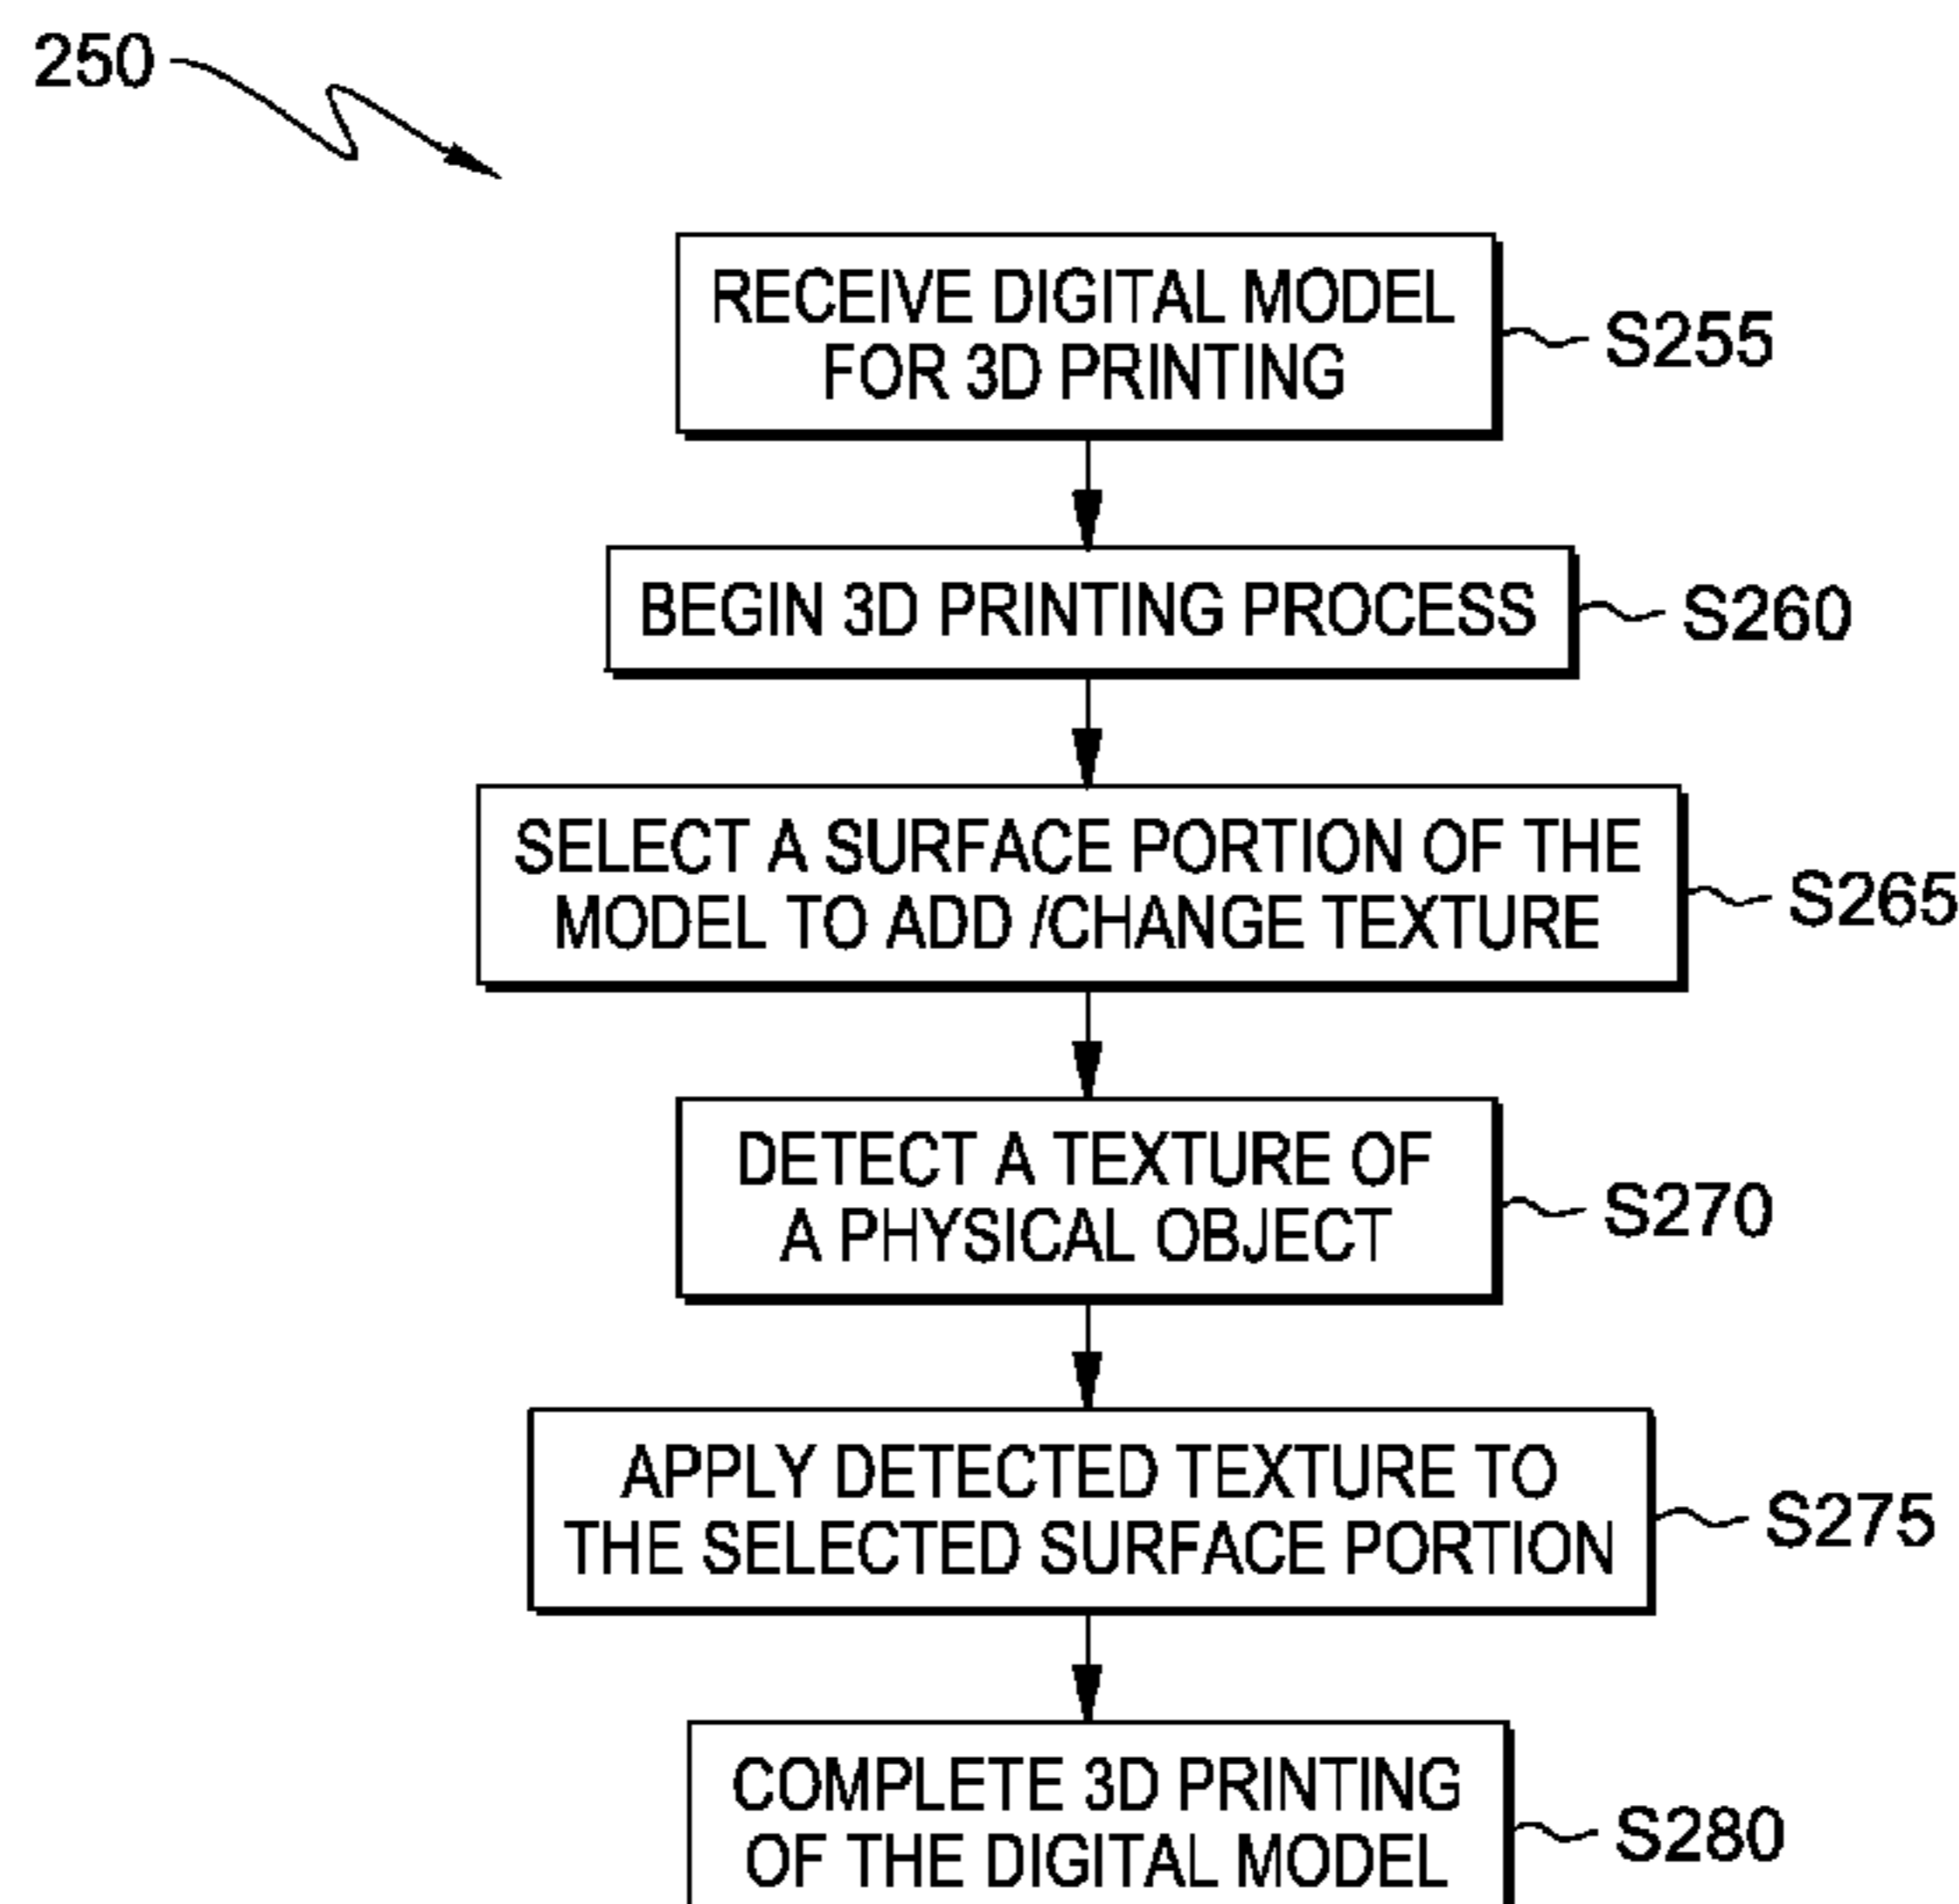 250
RECEIVE DIGITAL MODEL
FOR 3D PRINTING
S255
BEGIN 3D PRINTING PROCESS
S260
SELECT A SURFACE PORTION OF THE
MODEL TO ADD /CHANGE TEXTURE
S265
DETECT A TEXTURE OF
A PHYSICAL OBJECT
S270
APPLY DETECTED TEXTURE TO
THE SELECTED SURFACE PORTION
S275
COMPLETE 3D PRINTING
OF THE DIGITAL MODEL
S280